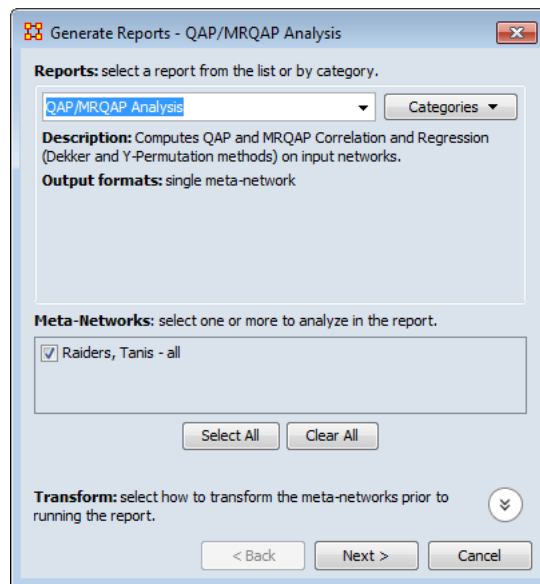 Generate Reports - QAP/MRQAP Analysis
Reports: select a report from the list or by category.
QAP/MRQAP Analysis
Categories
Description: Computes QAP and MRQAP Correlation and Regression
(Dekker and Y-Permutation methods) on input networks.
Output formats: single meta-network
Meta-Networks: select one or more to analyze in the report.
Raiders, Tanis - all
Select All
Clear All
Transform: select how to transform the meta-networks prior to
running the report.
< Back
Next >
Cancel